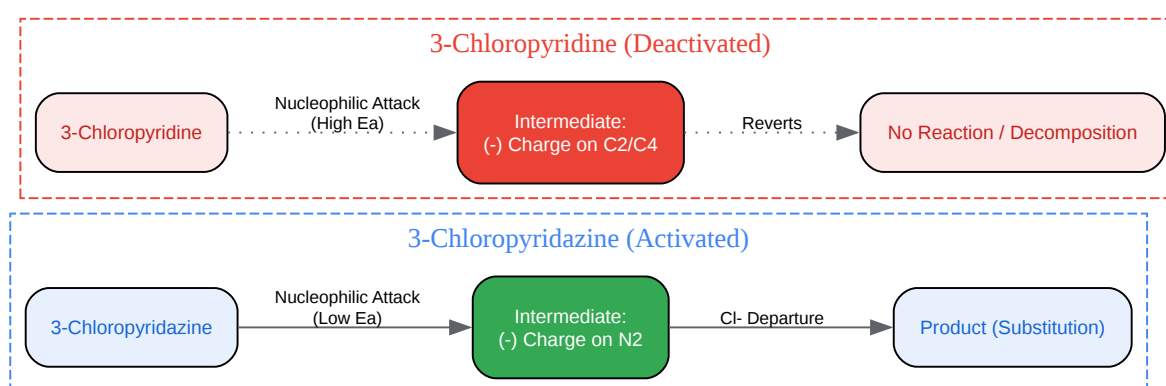 3-Chloropyridine (Deactivated)
3-Chloropyridine
Nucleophilic Attack
(High Ea)
Intermediate:
(-) Charge on C2/C4
Reverts
No Reaction / Decomposition
3-Chloropyridazine (Activated)
3-Chloropyridazine
Nucleophilic Attack
(Low Ea)
Intermediate:
(-) Charge on N2
Cl- Departure
Product (Substitution)